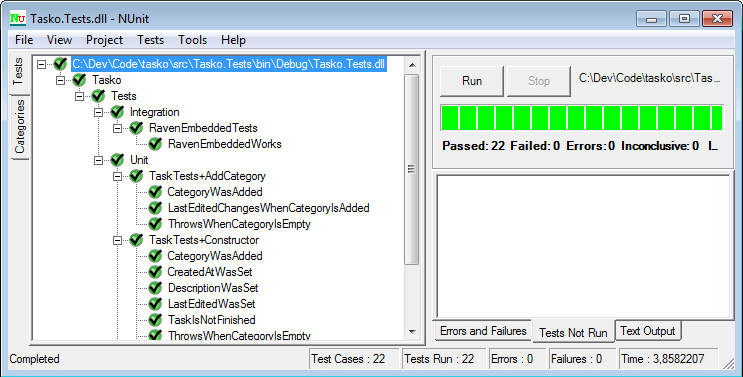 NU Tasko.Tests.dll - NUnit
File View Project Tests Tools Help
Tests
Categories
C:\Dev\Code\tasko\src\Tasko.Tests\bin\Debug\Tasko.Tests.dll
Tasko
Tests
Integration
RavenEmbeddedTests
RavenEmbeddedWorks
Unit
TaskTests+AddCategory
CategoryWasAdded
LastEditedChangesWhenCategoryIsAdded
ThrowsWhenCategoryIsEmpty
TaskTests+Constructor
CategoryWasAdded
CreatedAtWasSet
DescriptionWasSet
LastEditedWasSet
TaskIsNotFinished
ThrowsWhenCategoryIsEmpty
Run Stop C:\Dev\Code\tasko\src\Tas...
Passed: 22 Failed: 0 Errors: 0 Inconclusive: 0 I...
Errors and Failures Tests Not Run Text Output
Completed Test Cases : 22 Tests Run : 22 Errors : 0 Failures : 0 Time : 3,8582207